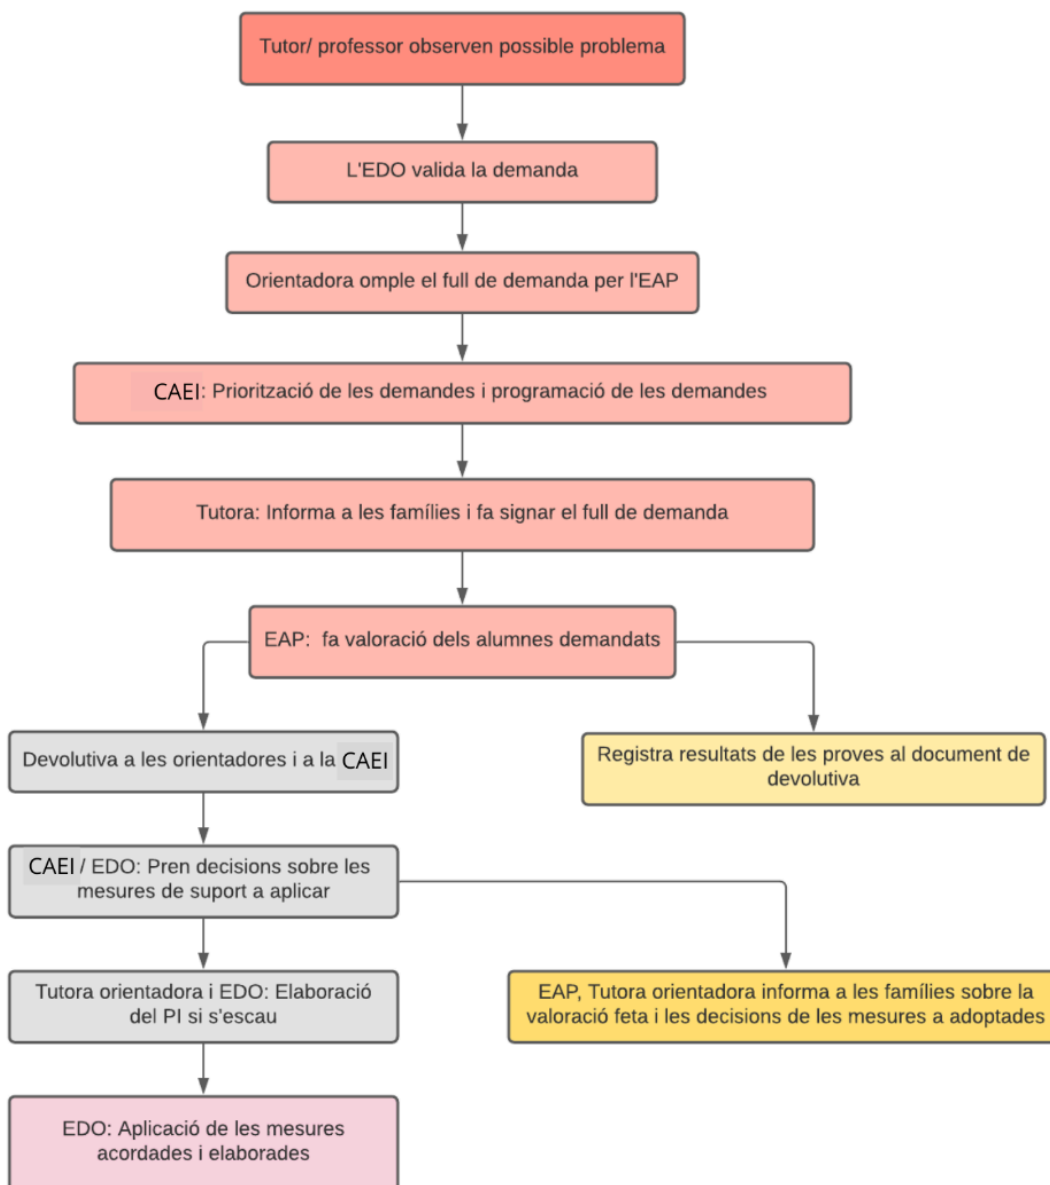 Tutor/ professor observen possible problema
L'EDO valida la demanda
Orientadora omple el full de demanda per l'EAP
CAEI: Priorització de les demandes i programació de les demandes
Tutora: Informa a les famílies i fa signar el full de demanda
EAP:  fa valoració dels alumnes demandats
Devolutiva a les orientadores i a la CAEI
Registra resultats de les proves al document de
devolutiva
CAEI / EDO: Pren decisions sobre les
mesures de suport a aplicar
Tutora orientadora i EDO: Elaboració
del PI si s'escau
EAP, Tutora orientadora informa a les famílies sobre la
valoració feta i les decisions de les mesures a adoptades
EDO: Aplicació de les mesures
acordades i elaborades